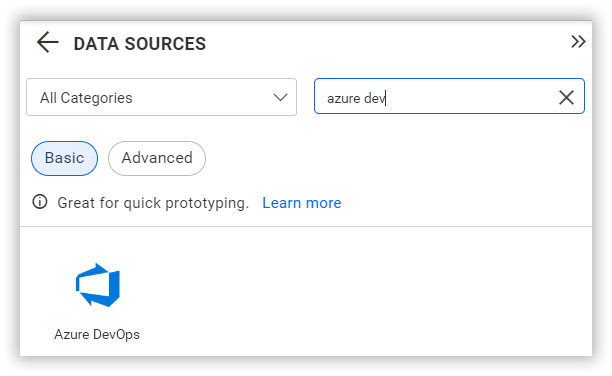 DATA SOURCES
All Categories
azure dev
Basic Advanced
Great for quick prototyping. Learn more
Azure DevOps